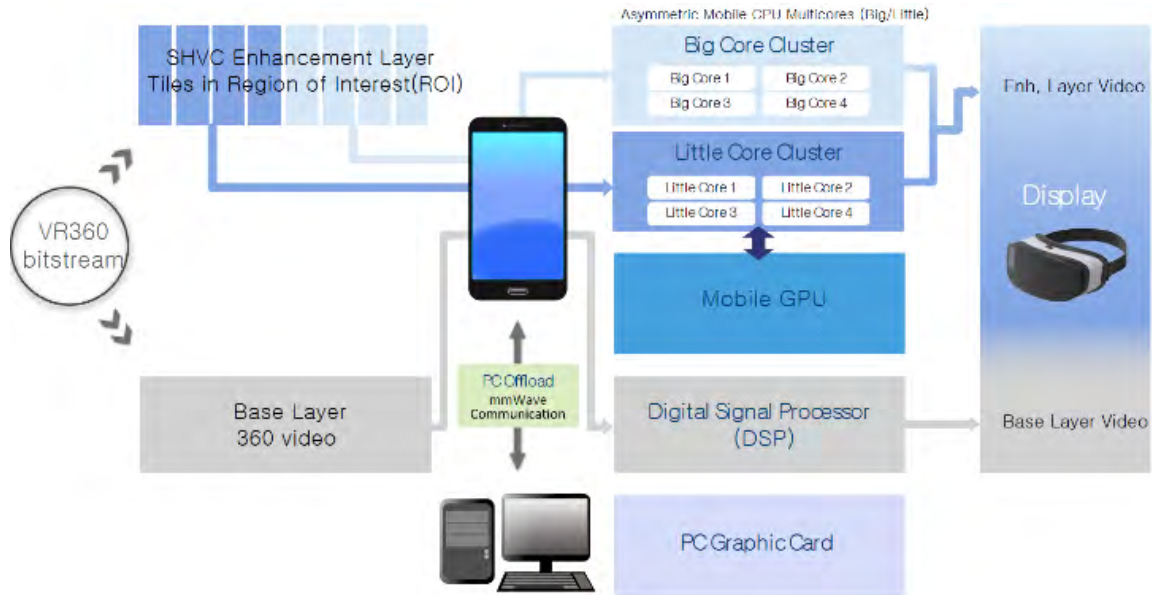 Asymmetric Mobile CPU Multicores (Big/Little)
SHVC Enhancement Layer
Tiles in Region of Interest(ROI)
Big Core Cluster
Big Core 1
Big Core 2
Big Core 3
Big Core 4
Enh, Layer Video
Little Core Cluster
Little Core 1
Little Core 2
Little Core 3
Little Core 4
Display
VR360
bitstream
Mobile GPU
PC Offload
mmWave
Communication
Base Layer
360 video
Digital Signal Processor
(DSP)
Base Layer Video
PC Graphic Card